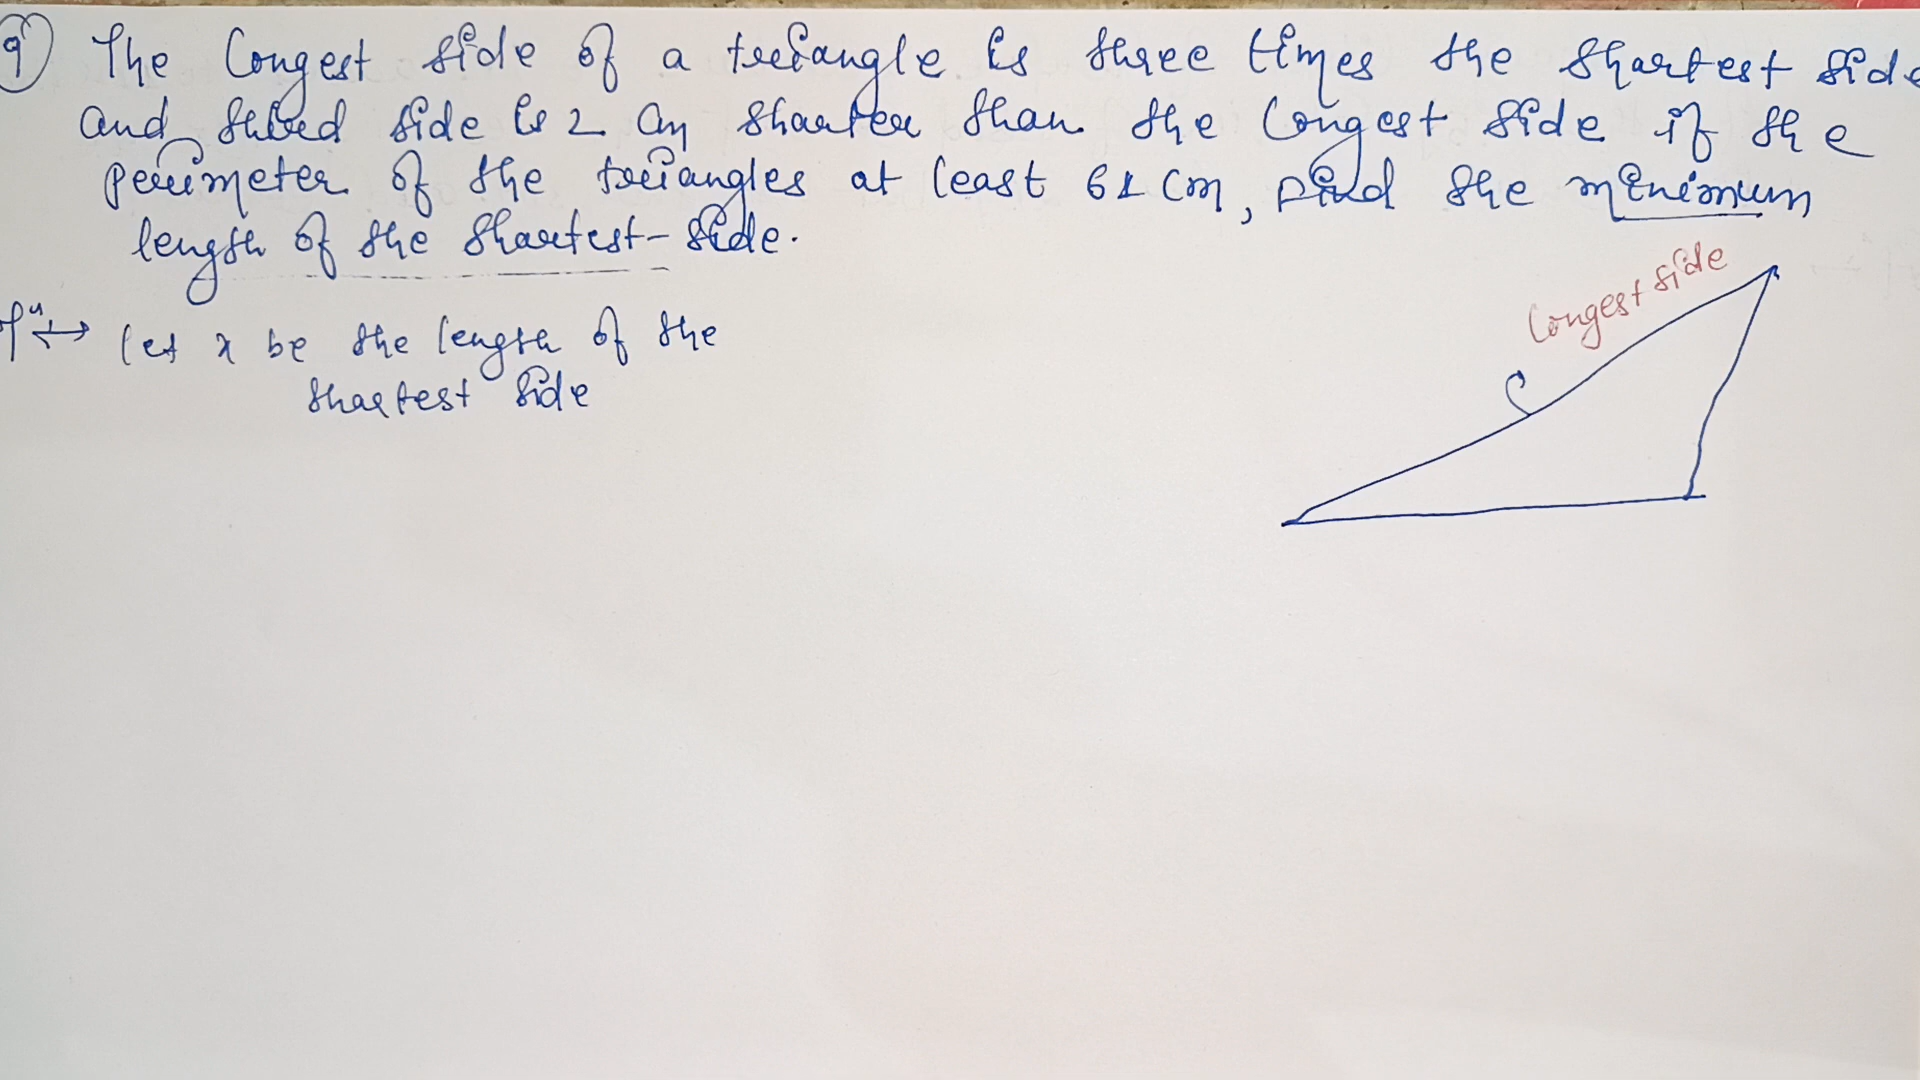 9) The longest side of a triangle is three times the shortest side
and third side is 2 cm shorter than the longest side if the
perimeter of the triangles at least 61 cm, find the minimum
length of the shortest-side.
let x be the length of the
shortest side
longest side